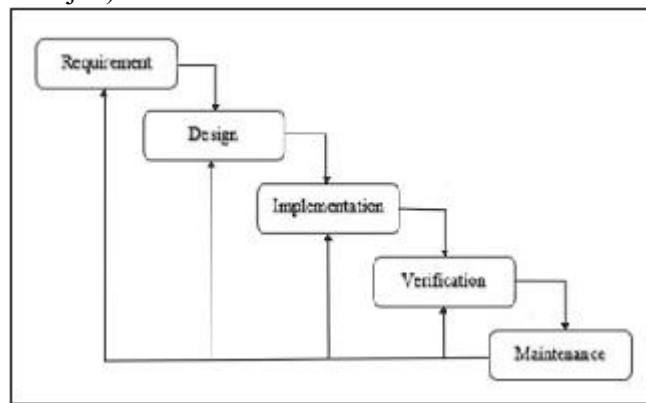 Requirement
Design
Implementation
Verification
Maintenance